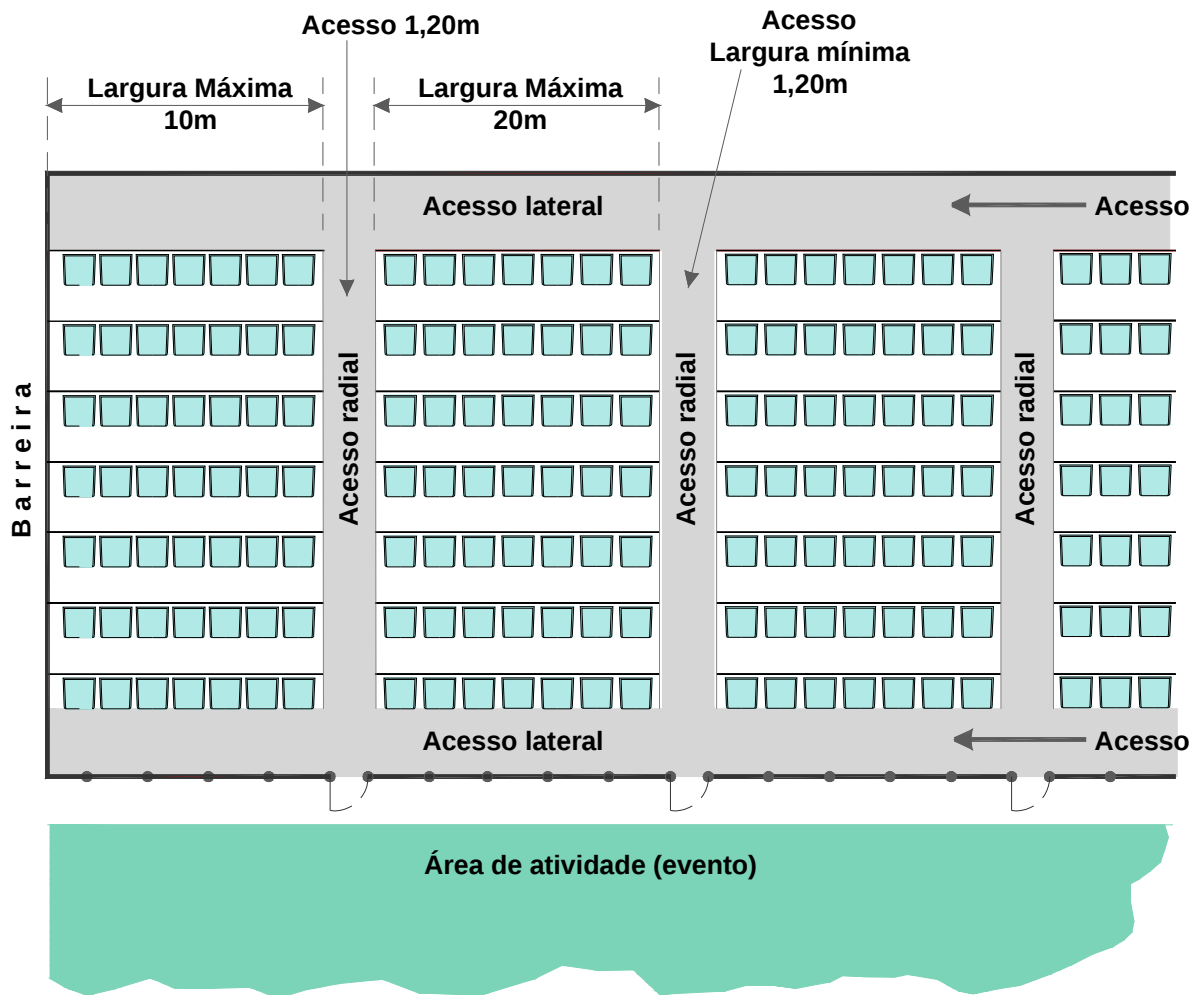 Acesso 1,20m
Acesso
Largura mínima
1,20m
Largura Máxima
10m
Largura Máxima
20m
Acesso lateral
Acesso
Barreira
Acesso radial
Acesso radial
Acesso radial
Acesso lateral
Acesso
Área de atividade (evento)